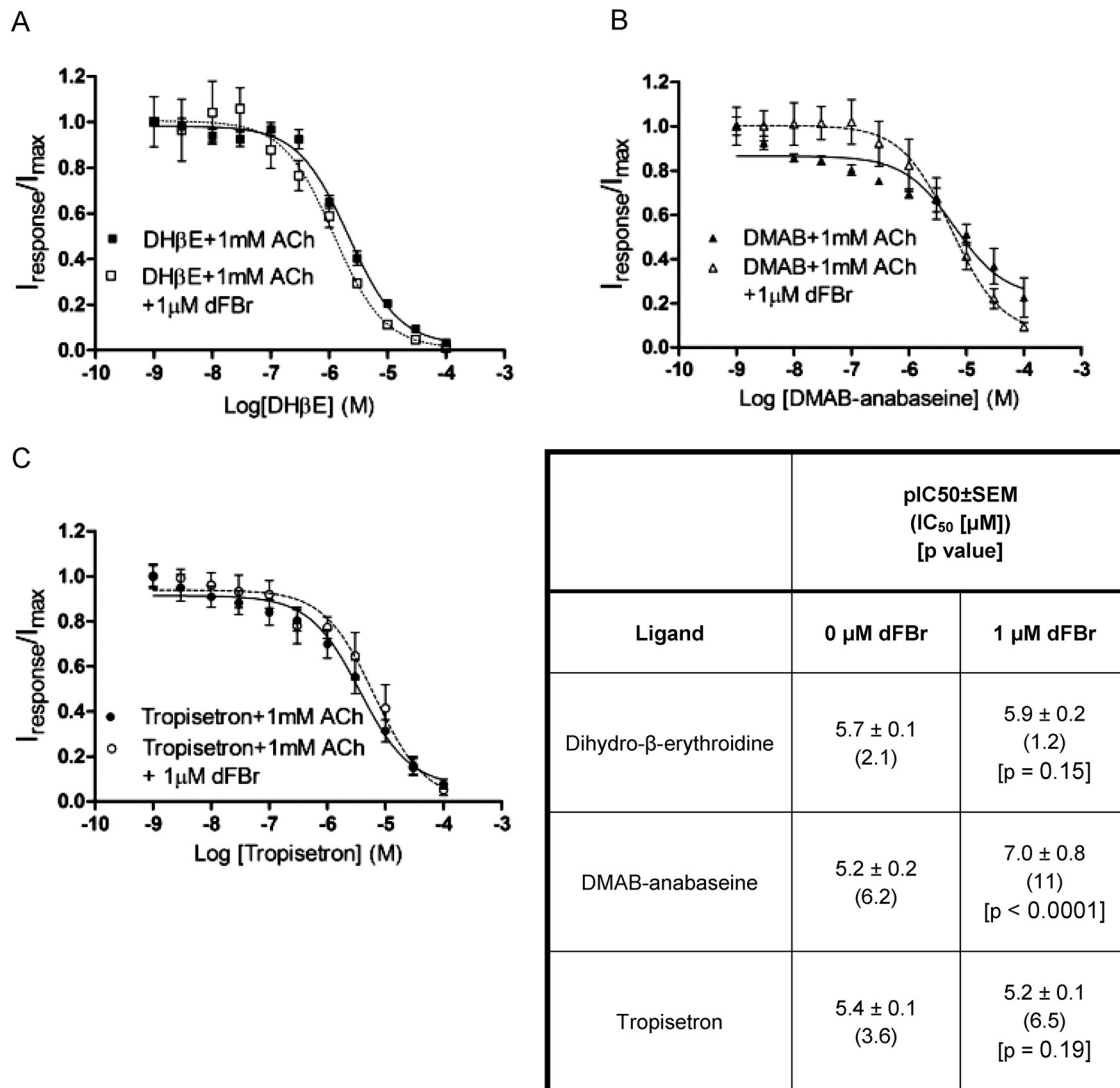 A
1.2
1.0
0.8
0.6
0.4
0.2
0.0
I_response/I_max
DHβE+1mM ACh
DHβE+1mM ACh
+1μM dFBr
-10 -9 -8 -7 -6 -5 -4 -3
Log[DHβE] (M)
B
1.2
1.0
0.8
0.6
0.4
0.2
0.0
I_response/I_max
DMAB+1mM ACh
DMAB+1mM ACh
+1μM dFBr
-10 -9 -8 -7 -6 -5 -4 -3
Log [DMAB-anabaseine] (M)
C
1.2
1.0
0.8
0.6
0.4
0.2
0.0
I_response/I_max
Tropisetron+1mM ACh
Tropisetron+1mM ACh
+ 1μM dFBr
-10 -9 -8 -7 -6 -5 -4 -3
Log [Tropisetron] (M)
pIC50±SEM
(IC₅₀ [μM])
[p value]
Ligand 0 μM dFBr 1 μM dFBr
Dihydro-β-erythroidine
5.7 ± 0.1
(2.1)
5.9 ± 0.2
(1.2)
[p = 0.15]
DMAB-anabaseine
5.2 ± 0.2
(6.2)
7.0 ± 0.8
(11)
[p < 0.0001]
Tropisetron
5.4 ± 0.1
(3.6)
5.2 ± 0.1
(6.5)
[p = 0.19]